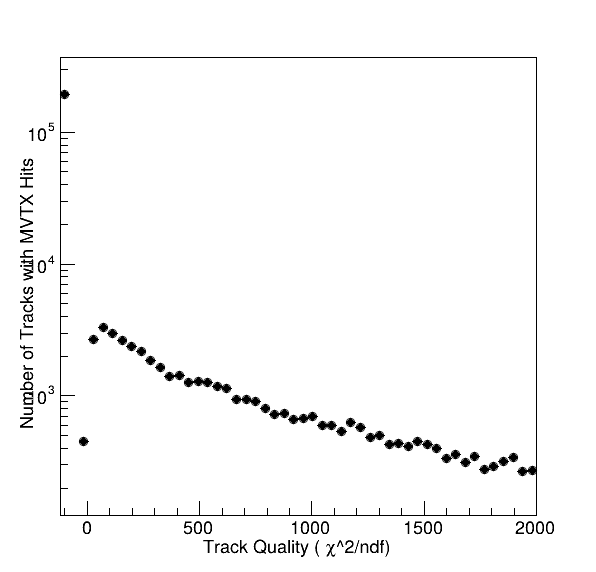 Number of Tracks with MVTX Hits
10^5
10^4
10^3
0 500 1000 1500 2000
Track Quality ( χ^2/ndf)